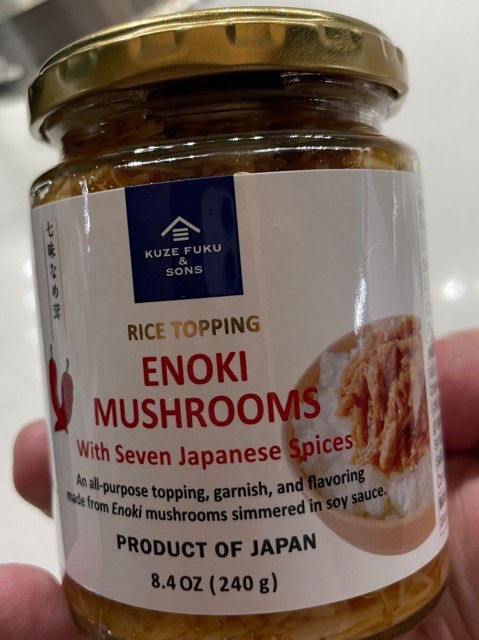 七味なめ茸
KUZE FUKU
&
SONS
RICE TOPPING
ENOKI
MUSHROOMS
With Seven Japanese Spices
An all-purpose topping, garnish, and flavoring
made from Enoki mushrooms simmered in soy sauce.
PRODUCT OF JAPAN
8.4 OZ (240 g)